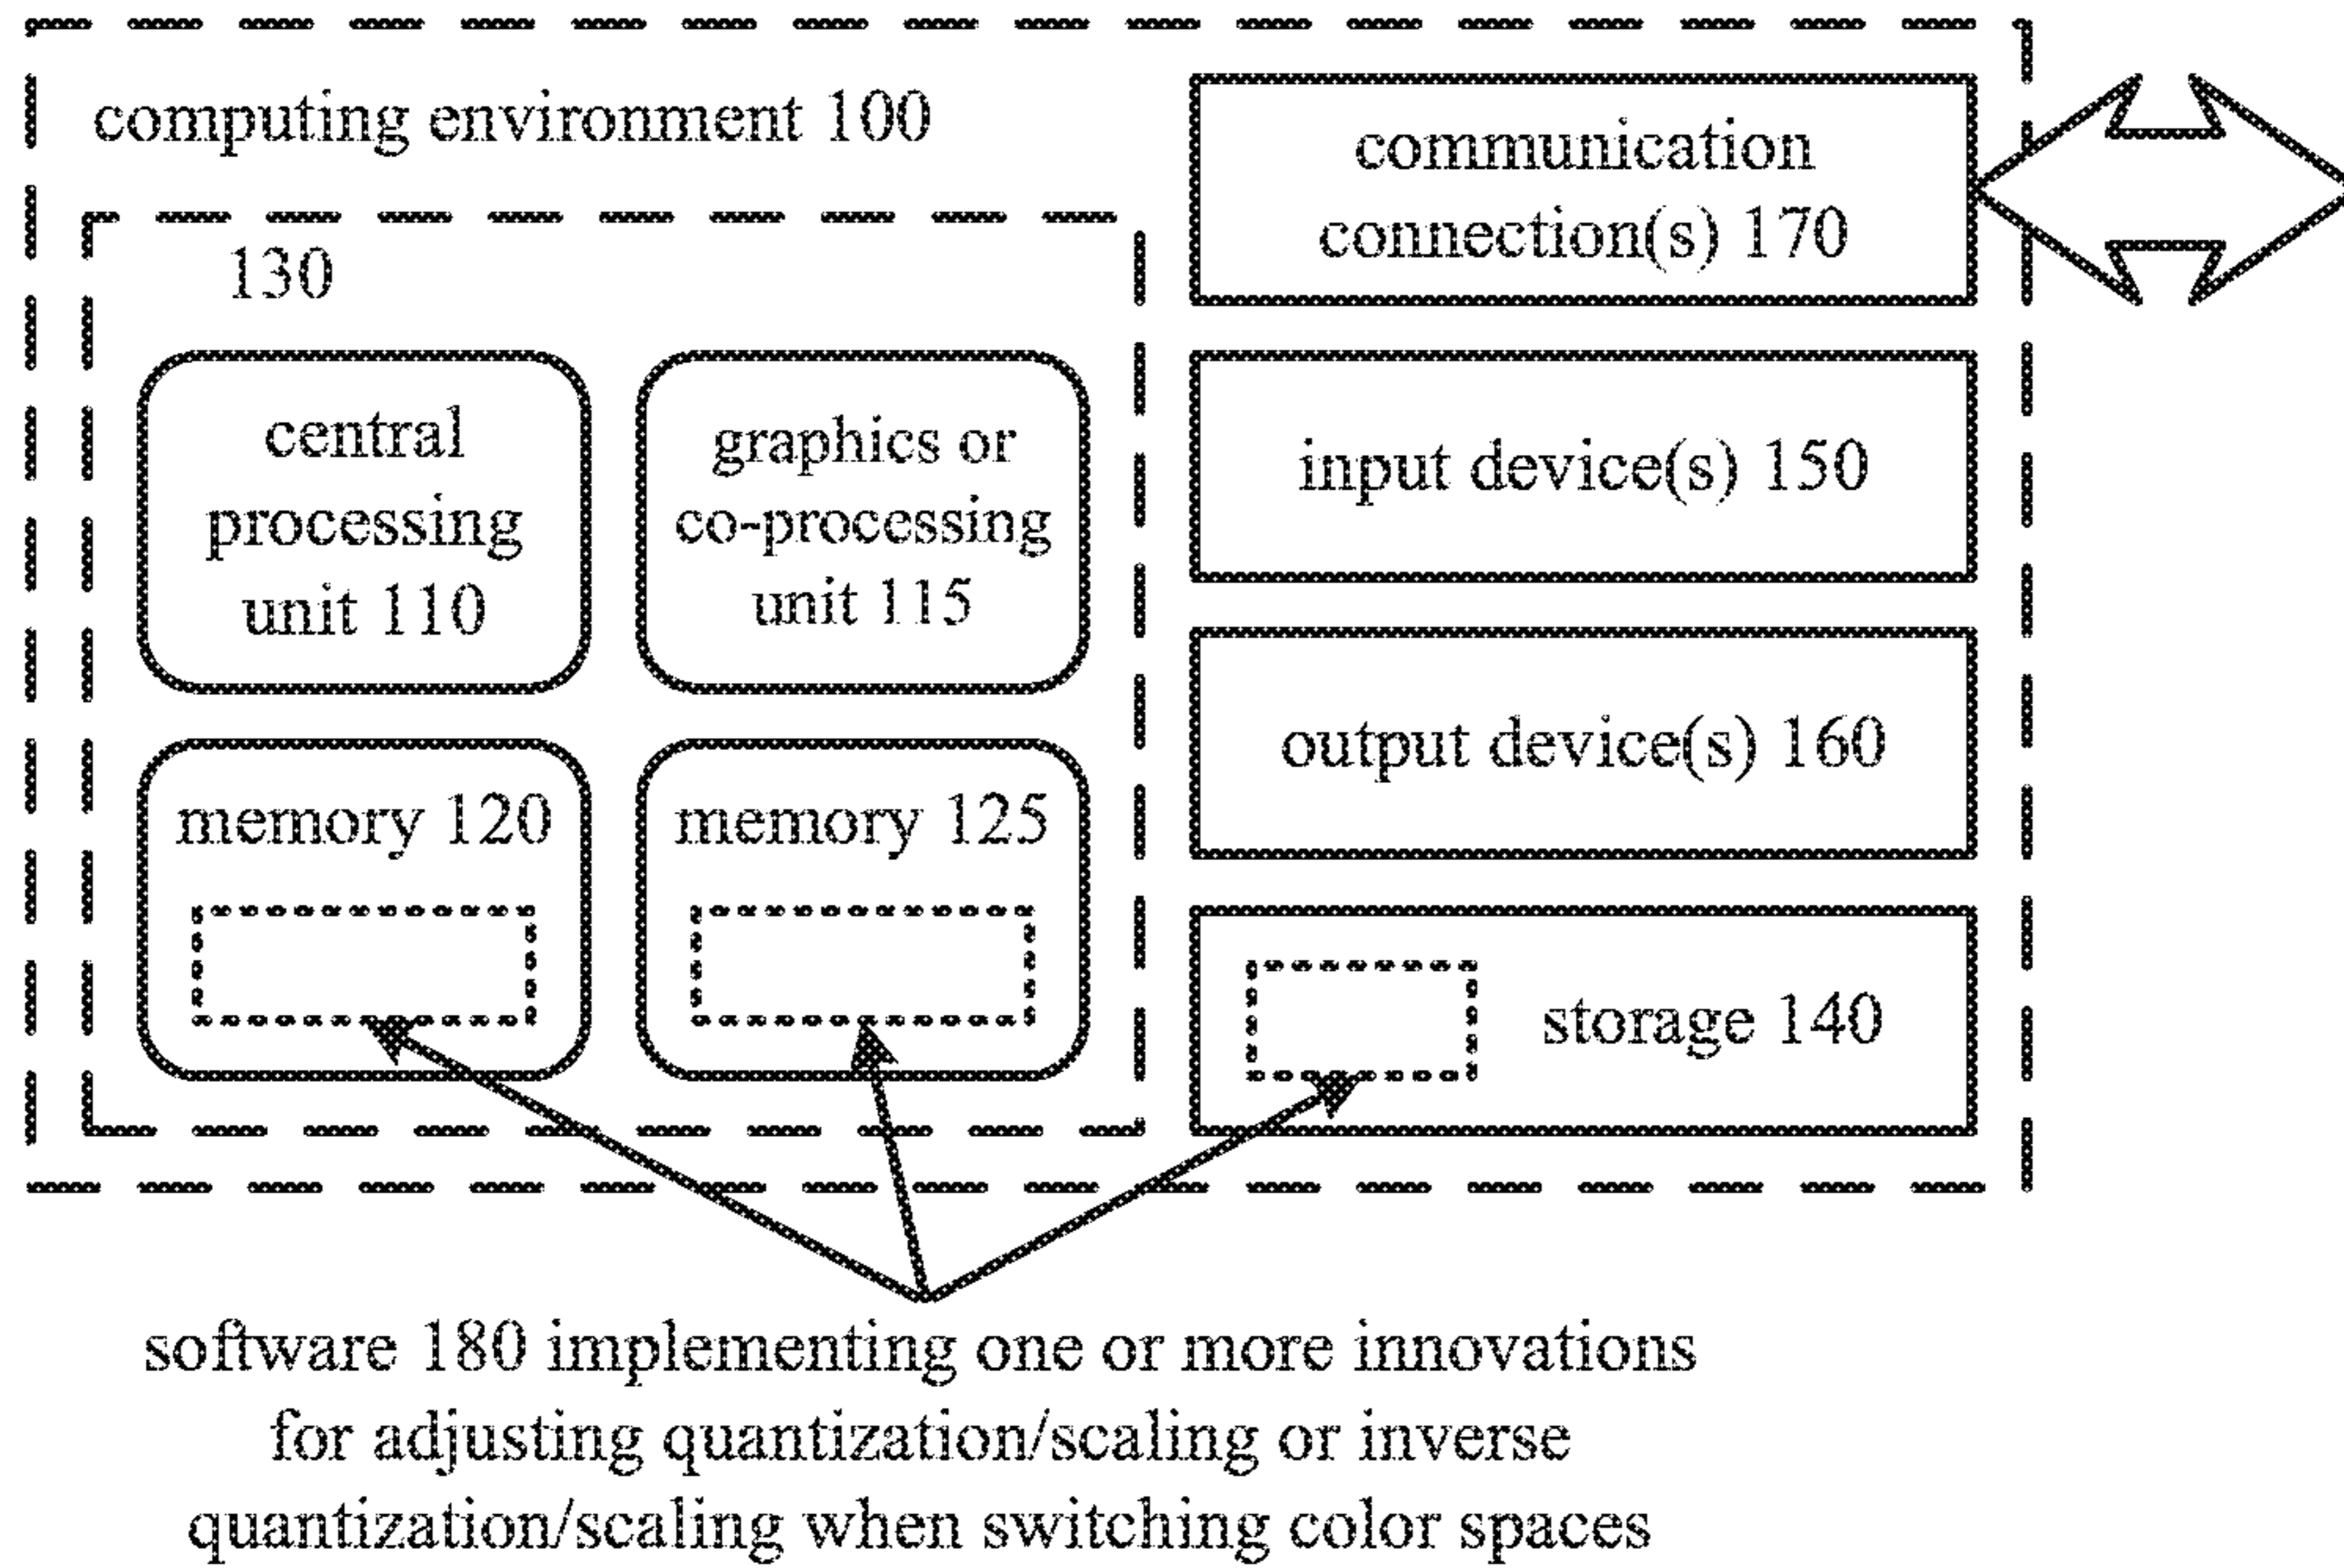 computing environment 100
130
central
processing
unit 110
graphics or
co-processing
unit 115
memory 120
memory 125
communication
connection(s) 170
input device(s) 150
output device(s) 160
storage 140
software 180 implementing one or more innovations
for adjusting quantization/scaling or inverse
quantization/scaling when switching color spaces